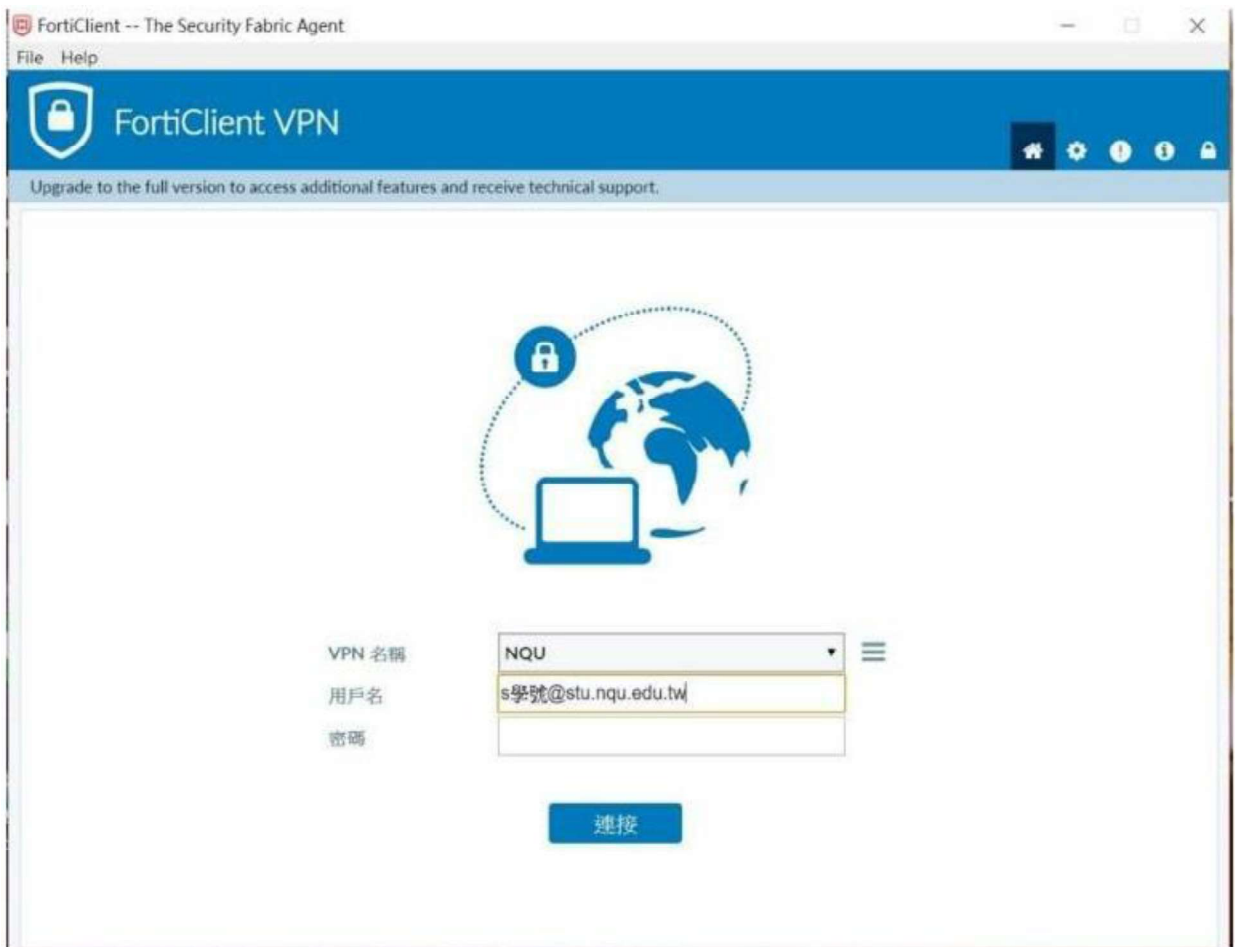 FortiClient -- The Security Fabric Agent
File Help
FortiClient VPN
Upgrade to the full version to access additional features and receive technical support.
VPN 名稱 NQU
用戶名 s學號@stu.nqu.edu.tw
密碼
連接